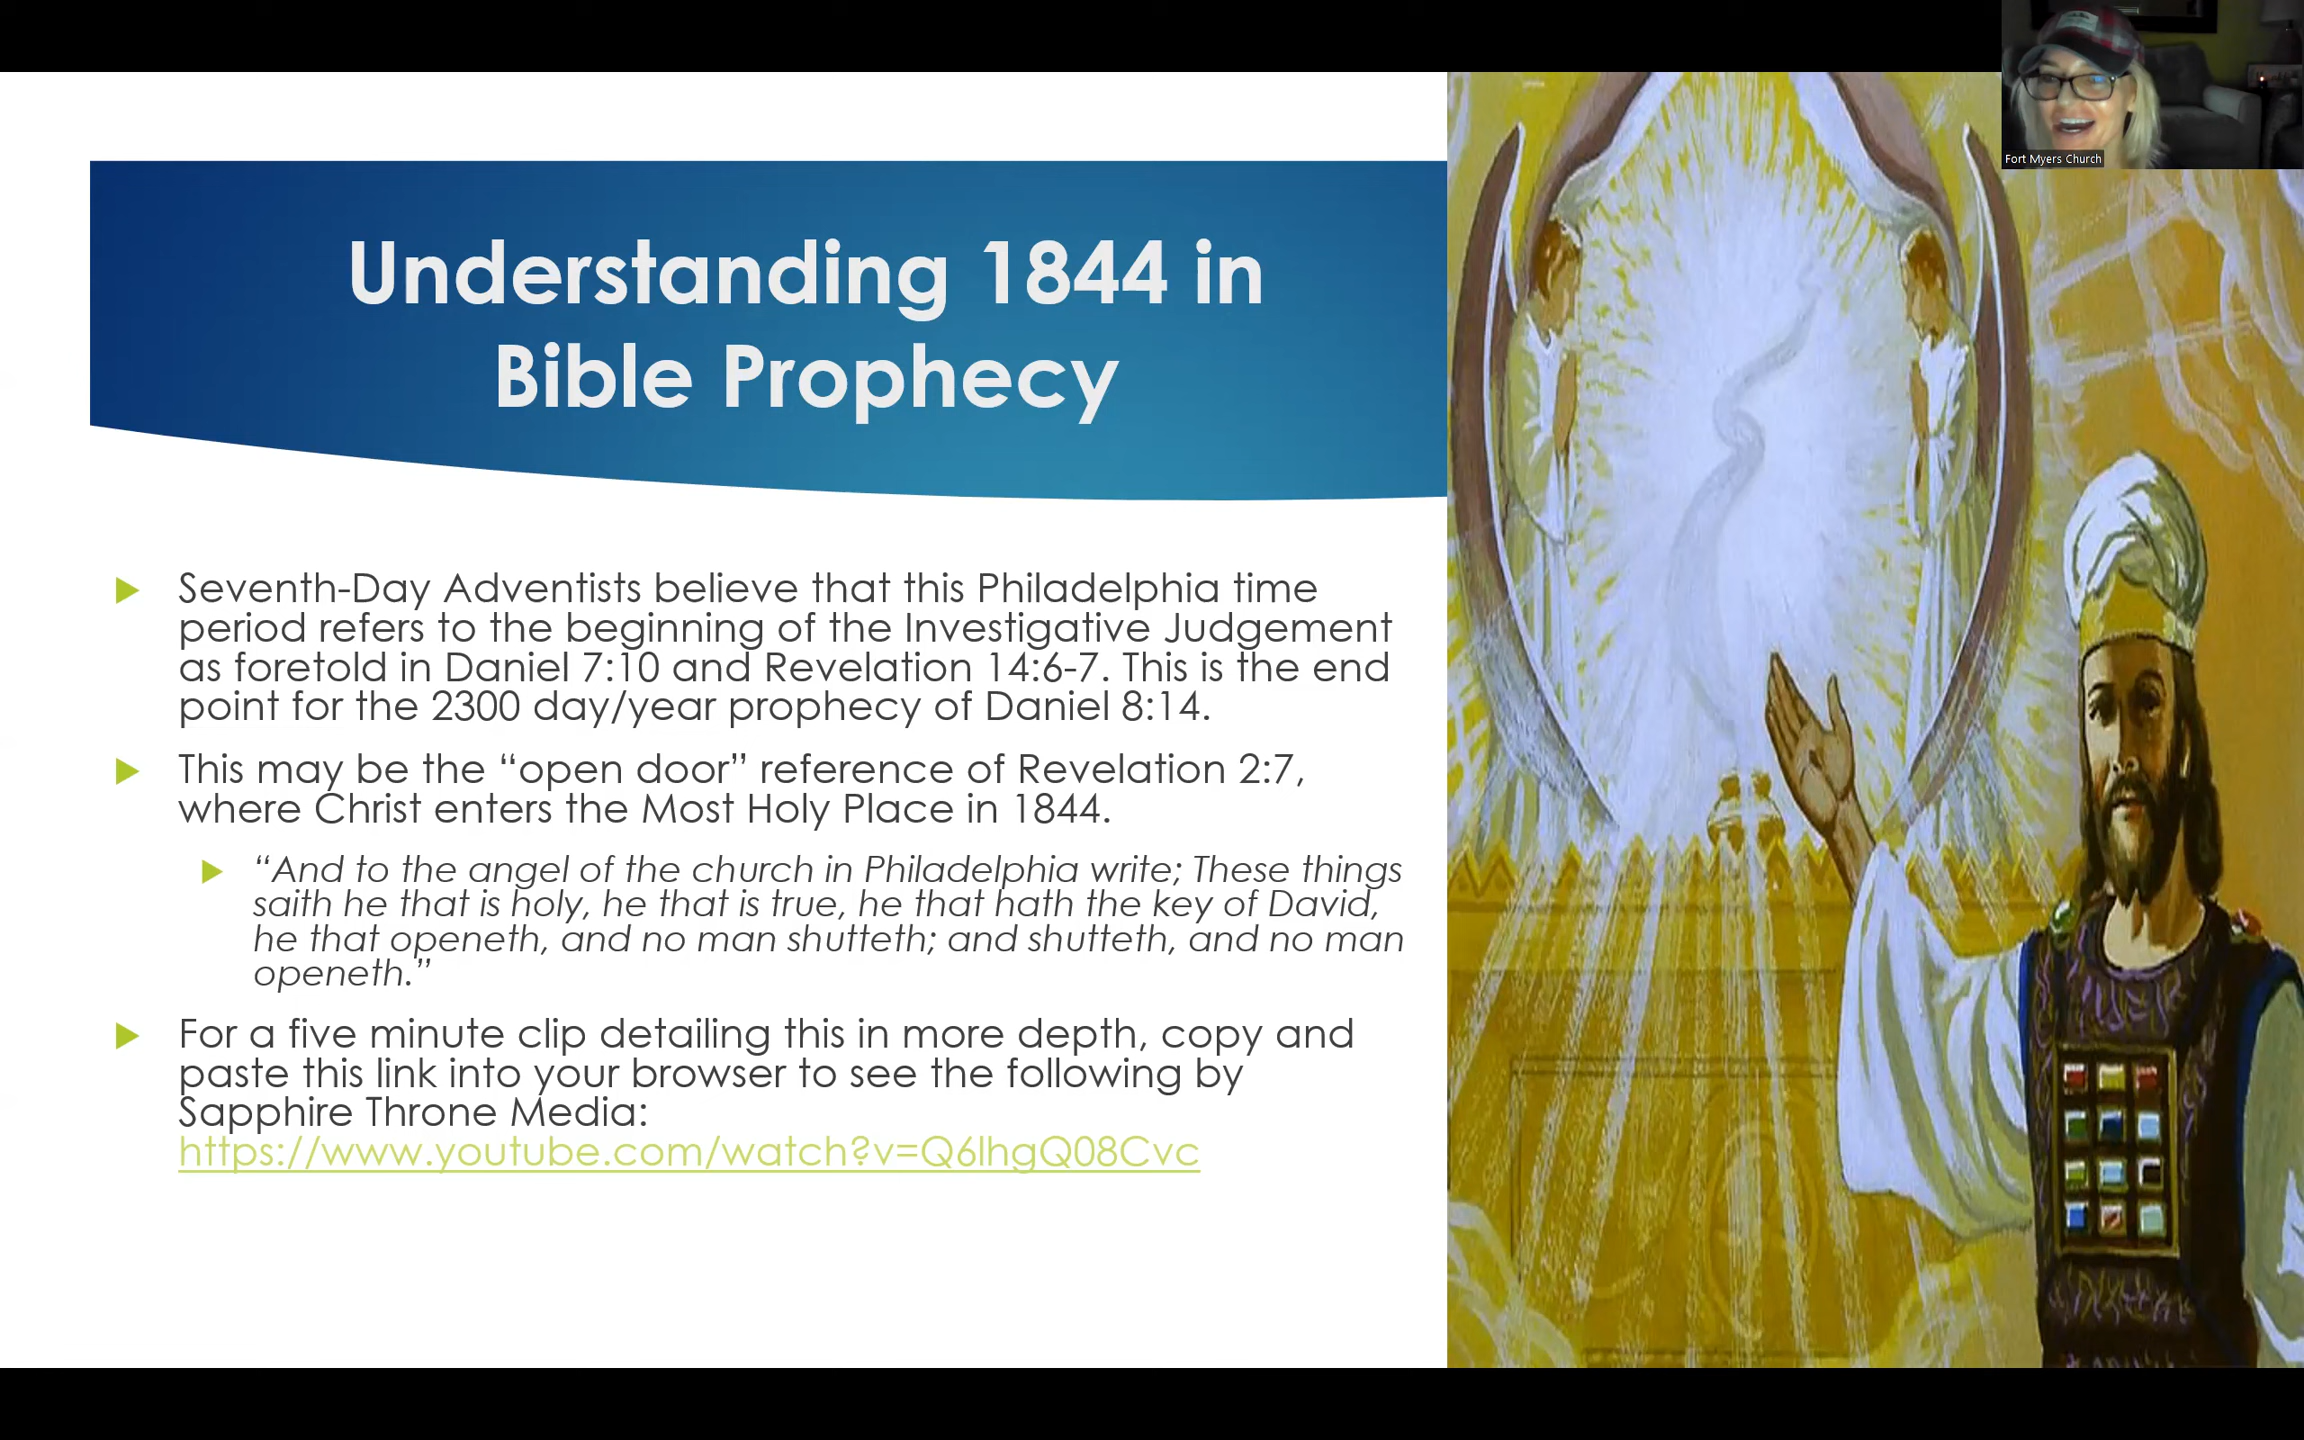 Fort Myers Church
Understanding 1844 in
Bible Prophecy
Seventh-Day Adventists believe that this Philadelphia time
period refers to the beginning of the Investigative Judgement
as foretold in Daniel 7:10 and Revelation 14:6-7. This is the end
point for the 2300 day/year prophecy of Daniel 8:14.
This may be the “open door” reference of Revelation 2:7,
where Christ enters the Most Holy Place in 1844.
“And to the angel of the church in Philadelphia write; These things
saith he that is holy, he that is true, he that hath the key of David,
he that openeth, and no man shutteth; and shutteth, and no man
openeth.”
For a five minute clip detailing this in more depth, copy and
paste this link into your browser to see the following by
Sapphire Throne Media:
https://www.youtube.com/watch?v=Q6lhgQ08Cvc